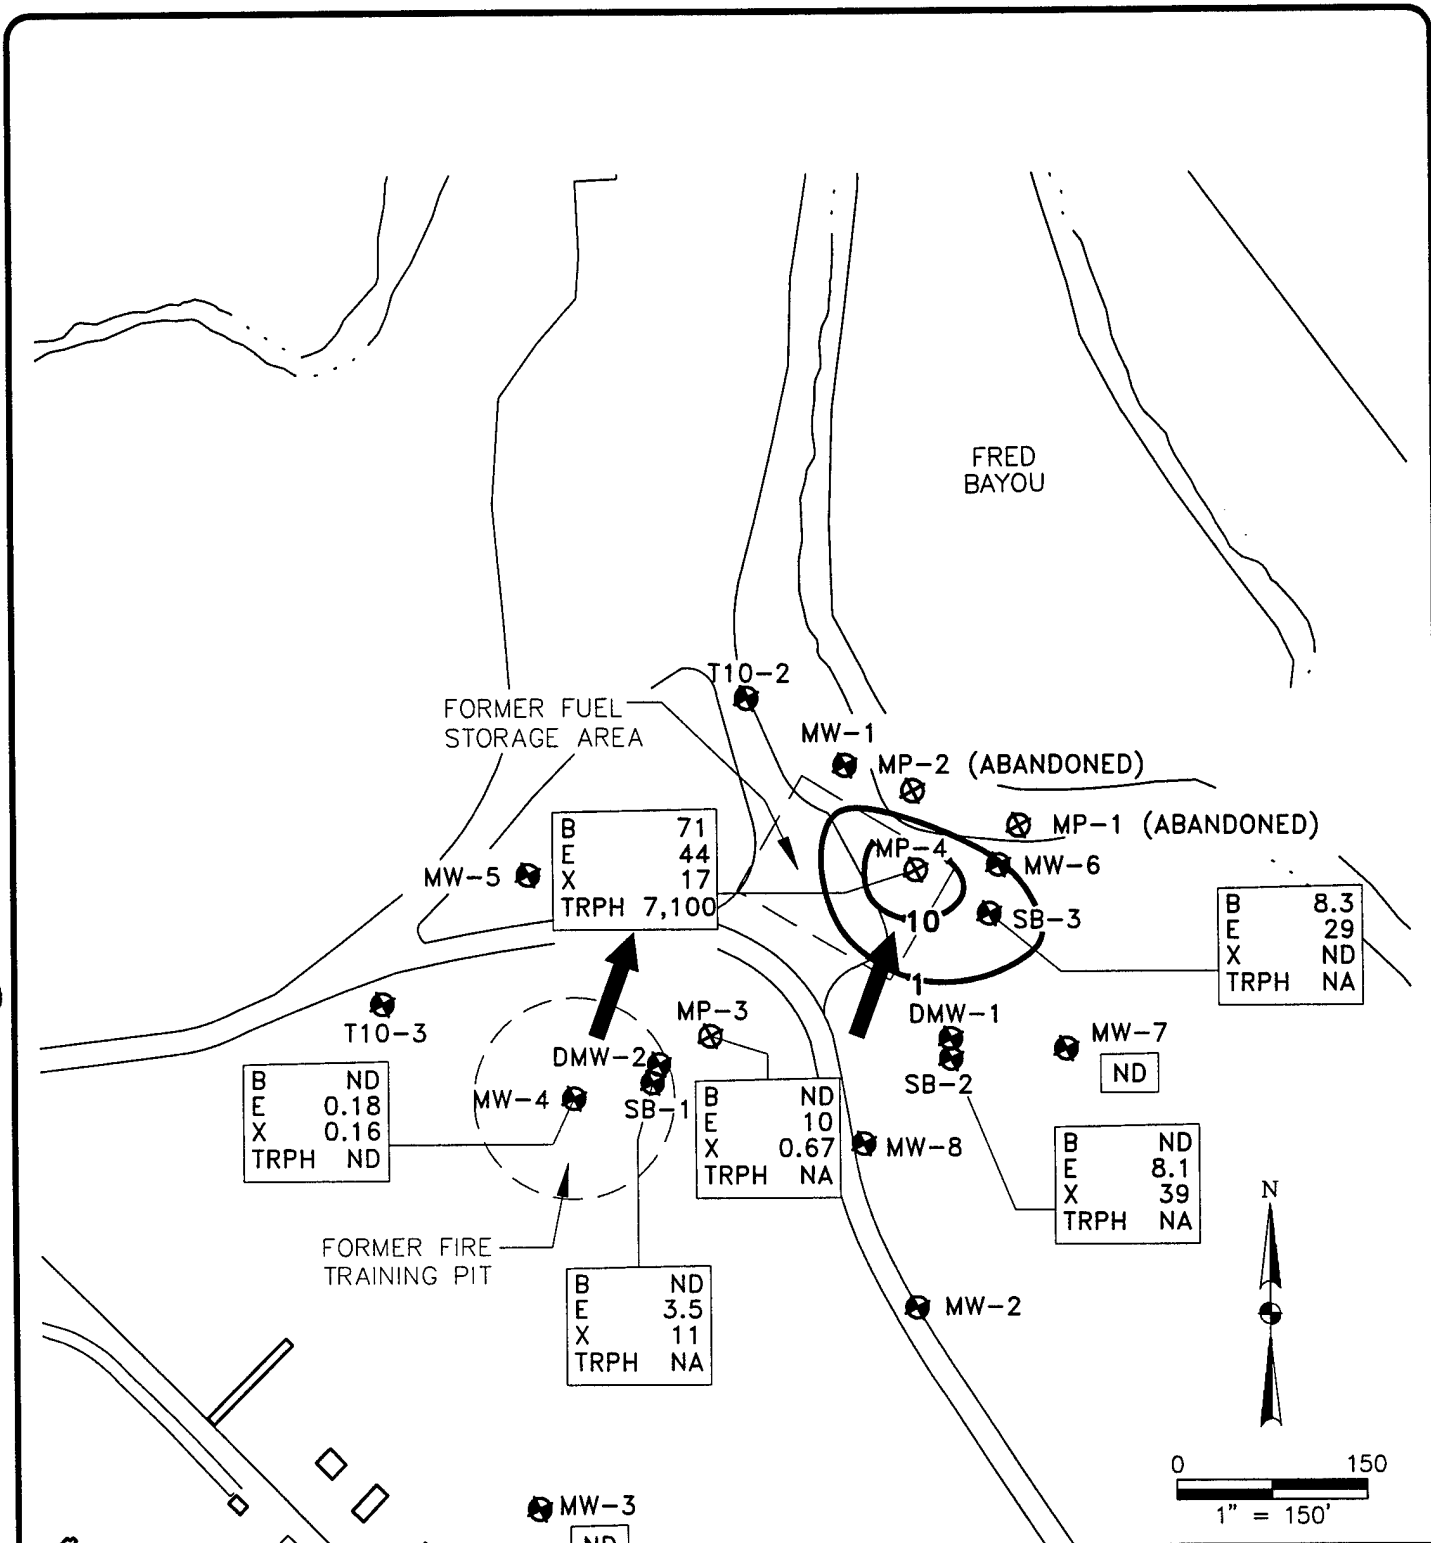 FRED
BAYOU
T10-2
FORMER FUEL
STORAGE AREA
MW-1
MP-2 (ABANDONED)
MP-1 (ABANDONED)
B 71
E 44
X 17
TRPH 7,100
MP-4
MW-5
MW-6
10
SB-3
B 8.3
E 29
X ND
TRPH NA
1
T10-3
MP-3
DMW-1
MW-7
ND
DMW-2
SB-2
MW-4
SB-1
B ND
E 0.18
X 0.16
TRPH ND
B ND
E 10
X 0.67
TRPH NA
MW-8
B ND
E 8.1
X 39
TRPH NA
N
FORMER FIRE
TRAINING PIT
B ND
E 3.5
X 11
TRPH NA
MW-2
0 150
1" = 150'
MW-3
ND